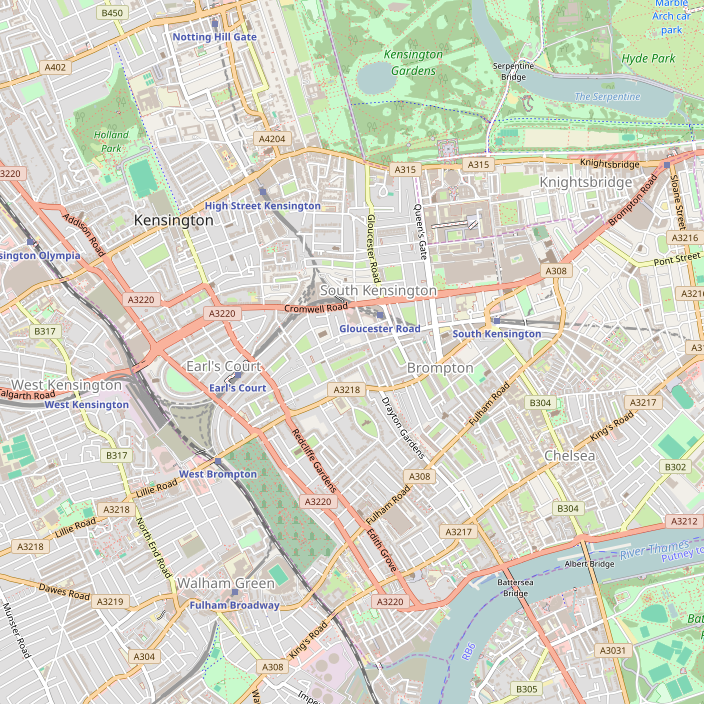 B450
Marble
Arch car
park
Notting Hill Gate
Kensington
Gardens
Hyde Park
A402
Serpentine
Bridge
The Serpentine
Holland
Park
A4204
A315
A315
Knightsbridge
3220
Knightsbridge
High Street Kensington
Brompton Road
Sloane Street
Addison Road
Kensington
Gloucester Road
Queen's Gate
A3216
sington Olympia
Pont Street
A308
South Kensington
A3220
A3216
Cromwell Road
A3220
B317
Gloucester Road
South Kensington
A31
Earl's Court
Brompton
West Kensington
Earl's Court
A3218
Talgarth Road
West Kensington
B304
A3217
Drayton Gardens
Fulham Road
King's Road
Redcliffe Gardens
B317
Chelsea
B302
West Brompton
A308
Lillie Road
A3220
Fulham Road
B304
A3218
Lillie Road
North End Road
A3217
A3212
Edith Grove
A3218
River Thames
Putney to
Albert Bridge
Walham Green
Battersea
Bridge
Dawes Road
A3219
Fulham Broadway
A3220
Munster Road
Bat
King's Road
A304
RB6
A3031
A308
Wa
Impe
B305